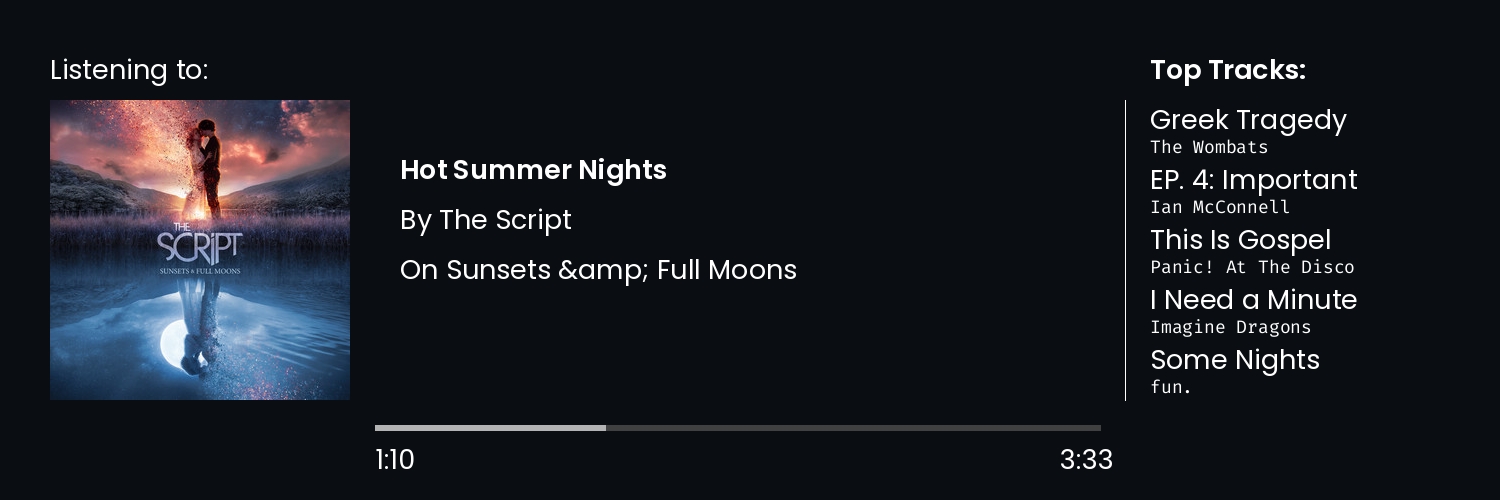 Listening to:
THE
SCRIPT
SUNSETS & FULL MOONS
Hot Summer Nights
By The Script
On Sunsets &amp; Full Moons
1:10
3:33
Top Tracks:
Greek Tragedy
The Wombats
EP. 4: Important
Ian McConnell
This Is Gospel
Panic! At The Disco
I Need a Minute
Imagine Dragons
Some Nights
fun.